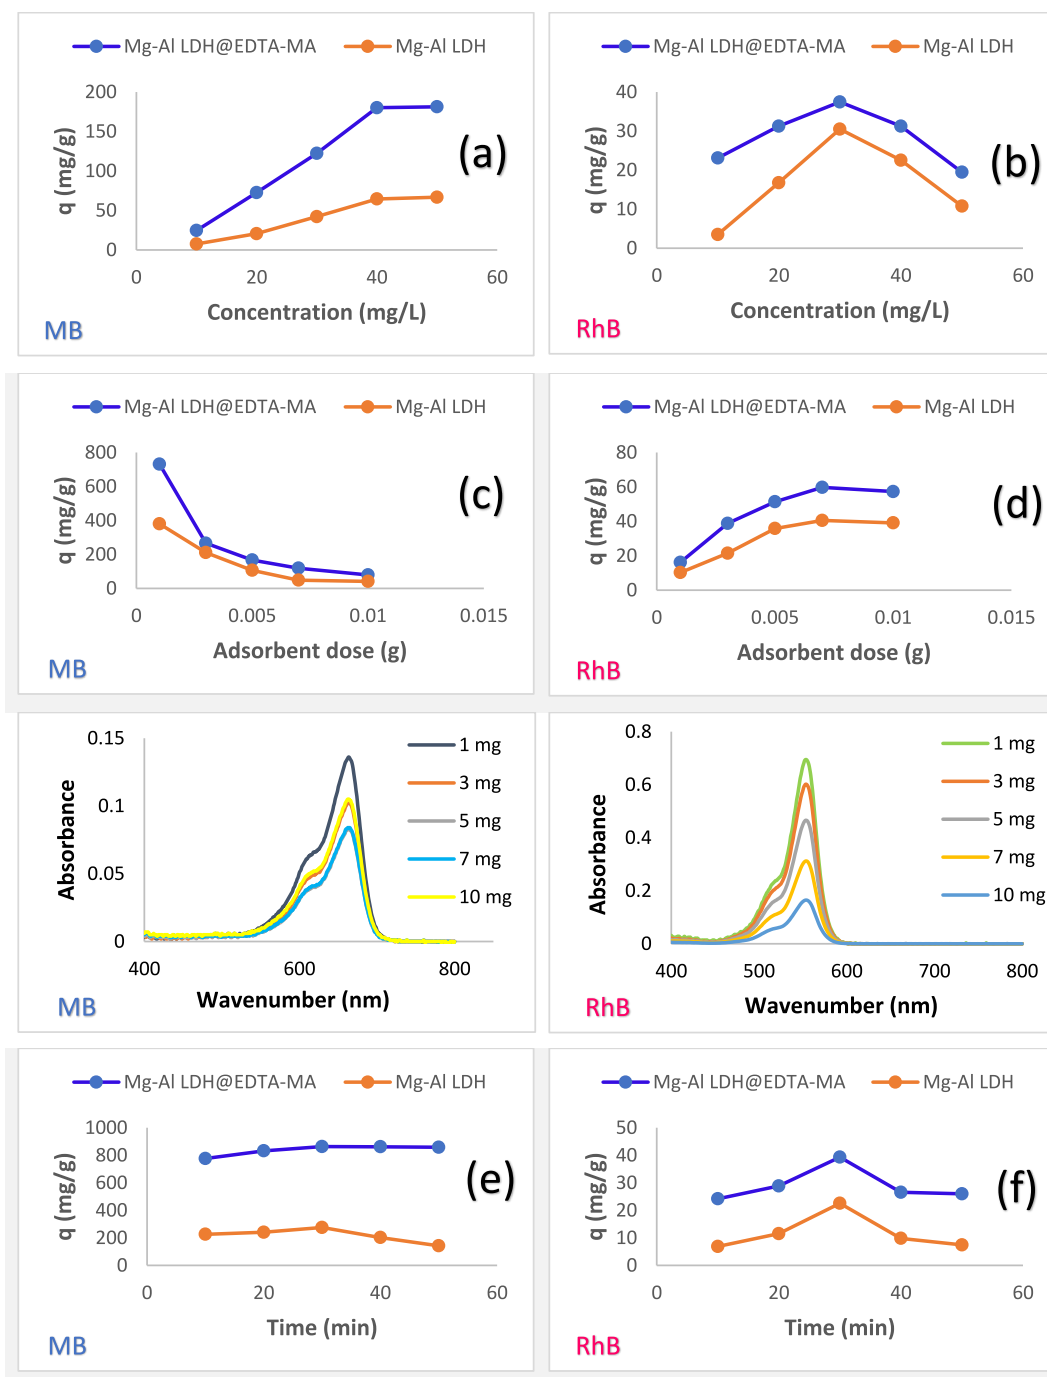 Mg-Al LDH@EDTA-MA
Mg-Al LDH
200
150
100
50
0
q (mg/g)
(a)
0
20
40
60
Concentration (mg/L)
MB
Mg-Al LDH@EDTA-MA
Mg-Al LDH
40
30
20
10
0
q (mg/g)
(b)
0
20
40
60
Concentration (mg/L)
RhB
Mg-Al LDH@EDTA-MA
Mg-Al LDH
800
600
400
200
0
q (mg/g)
(c)
0
0.005
0.01
0.015
Adsorbent dose (g)
MB
Mg-Al LDH@EDTA-MA
Mg-Al LDH
80
60
40
20
0
q (mg/g)
(d)
0
0.005
0.01
0.015
Adsorbent dose (g)
RhB
0.15
0.1
0.05
0
Absorbance
1 mg
3 mg
5 mg
7 mg
10 mg
400
600
800
Wavenumber (nm)
MB
0.8
0.6
0.4
0.2
0
Absorbance
1 mg
3 mg
5 mg
7 mg
10 mg
400
500
600
700
800
Wavenumber (nm)
RhB
Mg-Al LDH@EDTA-MA
Mg-Al LDH
1000
800
600
400
200
0
q (mg/g)
(e)
0
20
40
60
Time (min)
MB
Mg-Al LDH@EDTA-MA
Mg-Al LDH
50
40
30
20
10
0
q (mg/g)
(f)
0
20
40
60
Time (min)
RhB